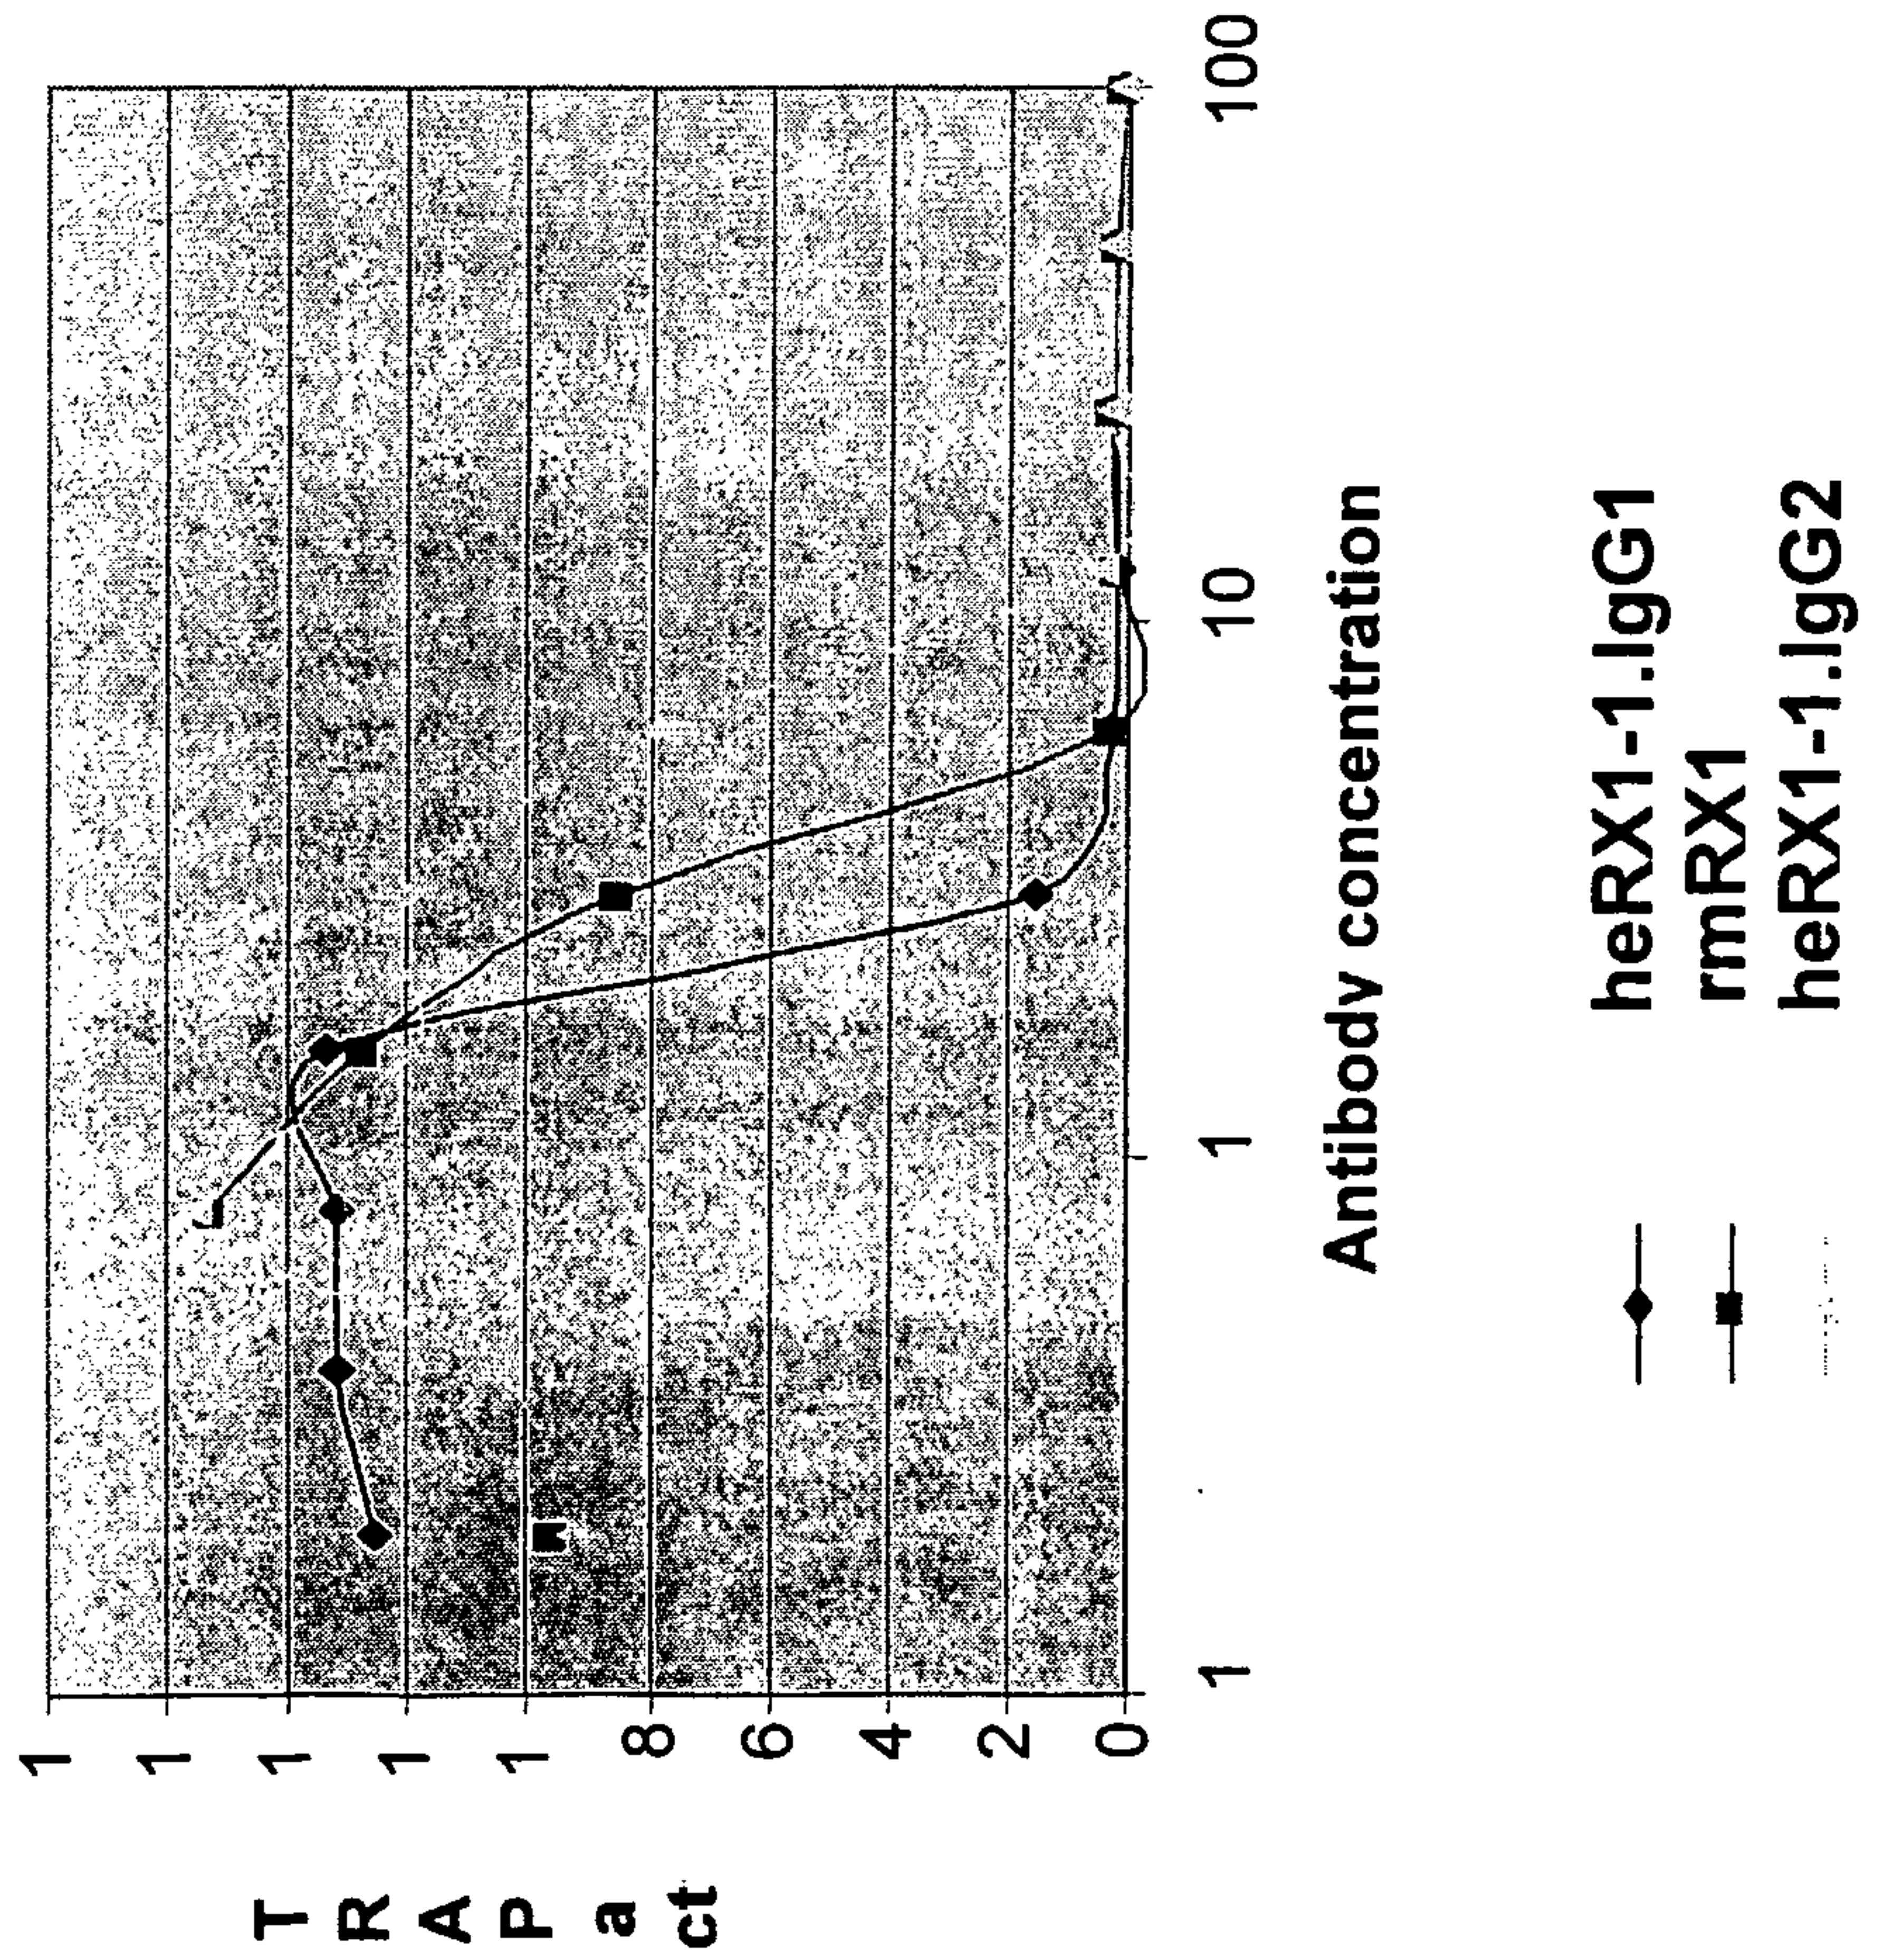 T
R
A
P
a
ct
1
1
1
1
1
8
6
4
2
0
1
1
10
100
Antibody concentration
heRX1-1.IgG1
rmRX1
heRX1-1.IgG2